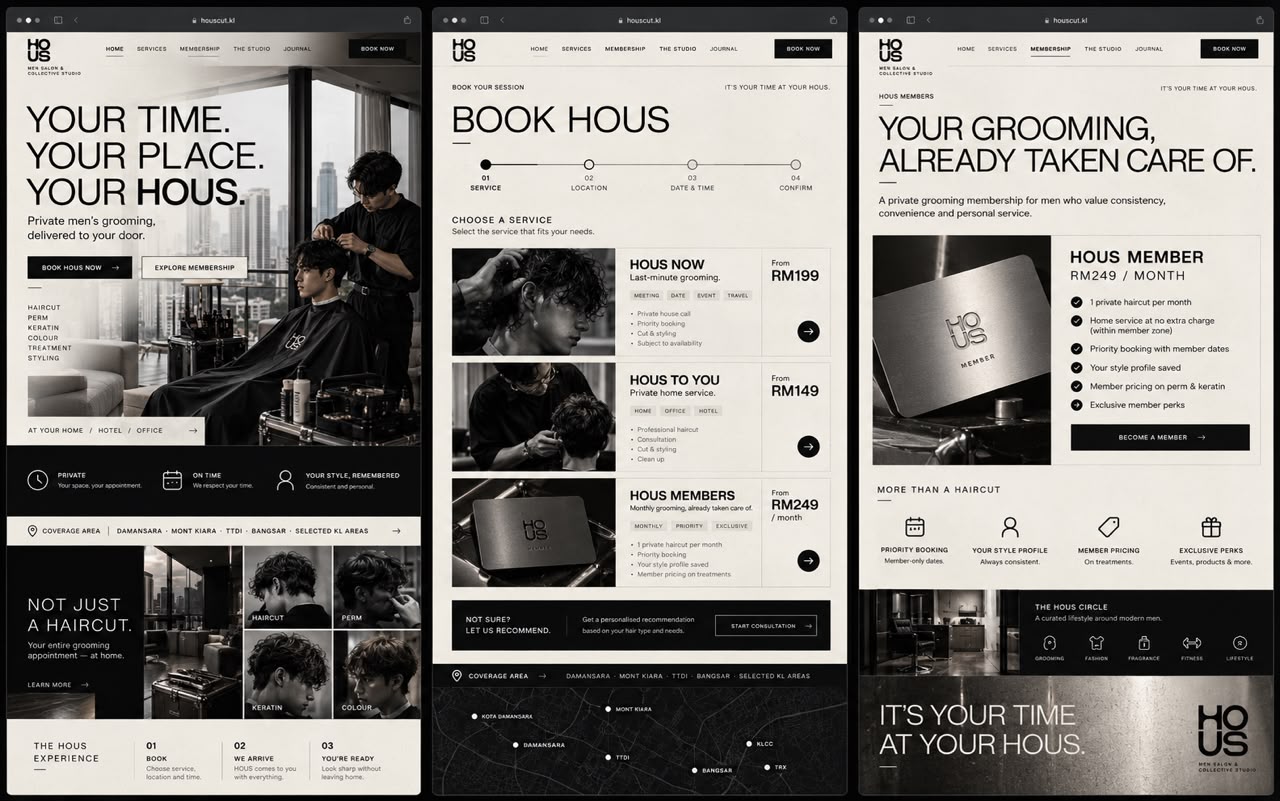 houscut.kl
HO
US
MEN SALON &
COLLECTIVE STUDIO
HOME
SERVICES
MEMBERSHIP
THE STUDIO
JOURNAL
BOOK NOW
YOUR TIME.
YOUR PLACE.
YOUR HOUS.
Private men's grooming,
delivered to your door.
BOOK HOUS NOW →
EXPLORE MEMBERSHIP
HAIRCUT
PERM
KERATIN
COLOUR
TREATMENT
STYLING
HO
US
AT YOUR HOME / HOTEL / OFFICE →
PRIVATE
Your space, your appointment.
ON TIME
We respect your time.
YOUR STYLE, REMEMBERED
Consistent and personal.
COVERAGE AREA | DAMANSARA · MONT KIARA · TTDI · BANGSAR · SELECTED KL AREAS →
NOT JUST
A HAIRCUT.
Your entire grooming
appointment — at home.
LEARN MORE →
HAIRCUT
PERM
KERATIN
COLOUR
THE HOUS
EXPERIENCE
01
BOOK
Choose service,
location and time.
02
WE ARRIVE
HOUS comes to you
with everything.
03
YOU'RE READY
Look sharp without
leaving home.
houscut.kl
HO
US
HOME
SERVICES
MEMBERSHIP
THE STUDIO
JOURNAL
BOOK NOW
BOOK YOUR SESSION
IT'S YOUR TIME AT YOUR HOUS.
BOOK HOUS
01
SERVICE
02
LOCATION
03
DATE & TIME
04
CONFIRM
CHOOSE A SERVICE
Select the service that fits your needs.
HOUS NOW
Last-minute grooming.
MEETING
DATE
EVENT
TRAVEL
• Private house call
• Priority booking
• Cut & styling
• Subject to availability
From
RM199
→
HOUS TO YOU
Private home service.
HOME
OFFICE
HOTEL
• Professional haircut
• Consultation
• Cut & styling
• Clean up
From
RM149
→
HO
US
MEMBER
HOUS MEMBERS
Monthly grooming, already taken care of.
MONTHLY
PRIORITY
EXCLUSIVE
• 1 private haircut per month
• Priority booking
• Your style profile saved
• Member pricing on treatments
From
RM249
/ month
→
NOT SURE?
LET US RECOMMEND.
Get a personalised recommendation
based on your hair type and needs.
START CONSULTATION →
COVERAGE AREA → DAMANSARA · MONT KIARA · TTDI · BANGSAR · SELECTED KL AREAS
KOTA DAMANSARA
MONT KIARA
DAMANSARA
TTDI
KLCC
BANGSAR
TRX
houscut.kl
HO
US
MEN SALON &
COLLECTIVE STUDIO
HOME
SERVICES
MEMBERSHIP
THE STUDIO
JOURNAL
BOOK NOW
IT'S YOUR TIME AT YOUR HOUS.
HOUS MEMBERS
YOUR GROOMING,
ALREADY TAKEN CARE OF.
A private grooming membership for men who value consistency,
convenience and personal service.
HO
US
MEMBER
HOUS MEMBER
RM249 / MONTH
1 private haircut per month
Home service at no extra charge
(within member zone)
Priority booking with member dates
Your style profile saved
Member pricing on perm & keratin
Exclusive member perks
BECOME A MEMBER →
MORE THAN A HAIRCUT
PRIORITY BOOKING
Member-only dates.
YOUR STYLE PROFILE
Always consistent.
MEMBER PRICING
On treatments.
EXCLUSIVE PERKS
Events, products & more.
THE HOUS CIRCLE
A curated lifestyle around modern men.
GROOMING
FASHION
FRAGRANCE
FITNESS
LIFESTYLE
IT'S YOUR TIME
AT YOUR HOUS.
HO
US
MEN SALON &
COLLECTIVE STUDIO